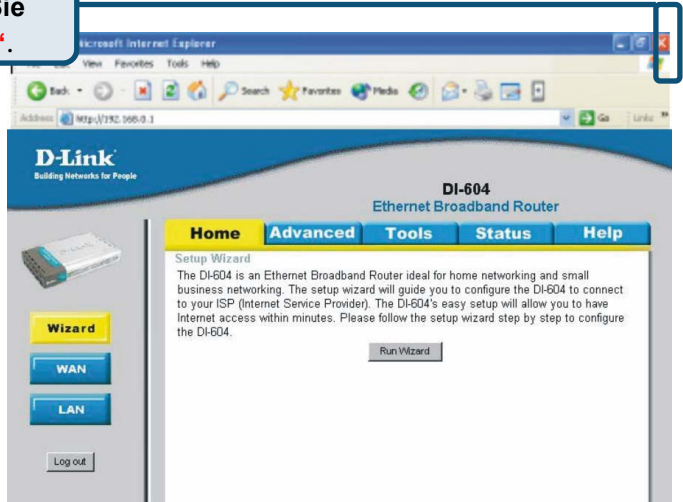 Sie
“.
Microsoft Internet Explorer
View Favorites Tools Help
Back Search Favorites Media
Address http://192.168.0.1 Go Links »
D-Link
Building Networks for People
DI-604
Ethernet Broadband Router
Home Advanced Tools Status Help
Setup Wizard
The DI-604 is an Ethernet Broadband Router ideal for home networking and small
business networking. The setup wizard will guide you to configure the DI-604 to connect
to your ISP (Internet Service Provider). The DI-604's easy setup will allow you to have
Internet access within minutes. Please follow the setup wizard step by step to configure
the DI-604.
Run Wizard
Wizard
WAN
LAN
Log out